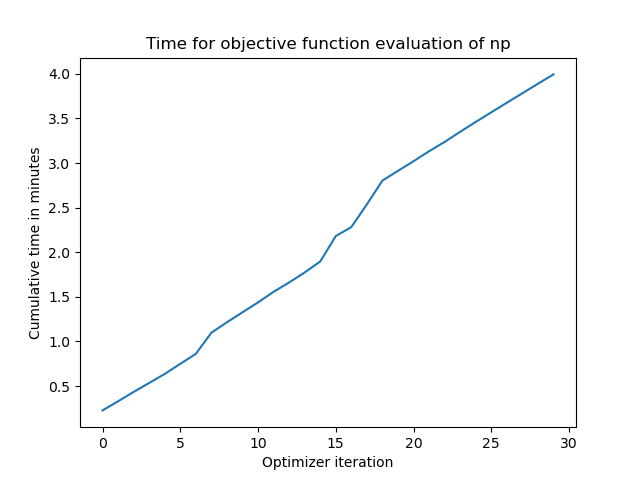 Time for objective function evaluation of np
Cumulative time in minutes
4.0
3.5
3.0
2.5
2.0
1.5
1.0
0.5
0 5 10 15 20 25 30
Optimizer iteration